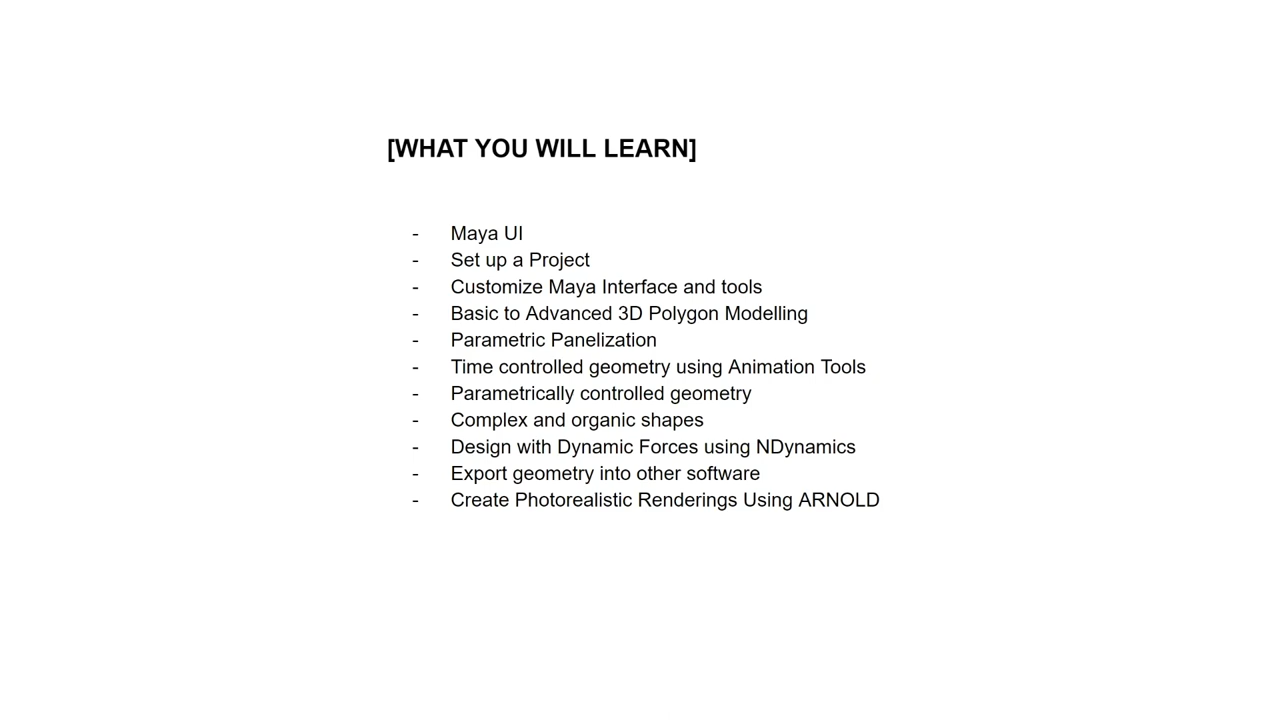 [WHAT YOU WILL LEARN]
- Maya UI
- Set up a Project
- Customize Maya Interface and tools
- Basic to Advanced 3D Polygon Modelling
- Parametric Panelization
- Time controlled geometry using Animation Tools
- Parametrically controlled geometry
- Complex and organic shapes
- Design with Dynamic Forces using NDynamics
- Export geometry into other software
- Create Photorealistic Renderings Using ARNOLD